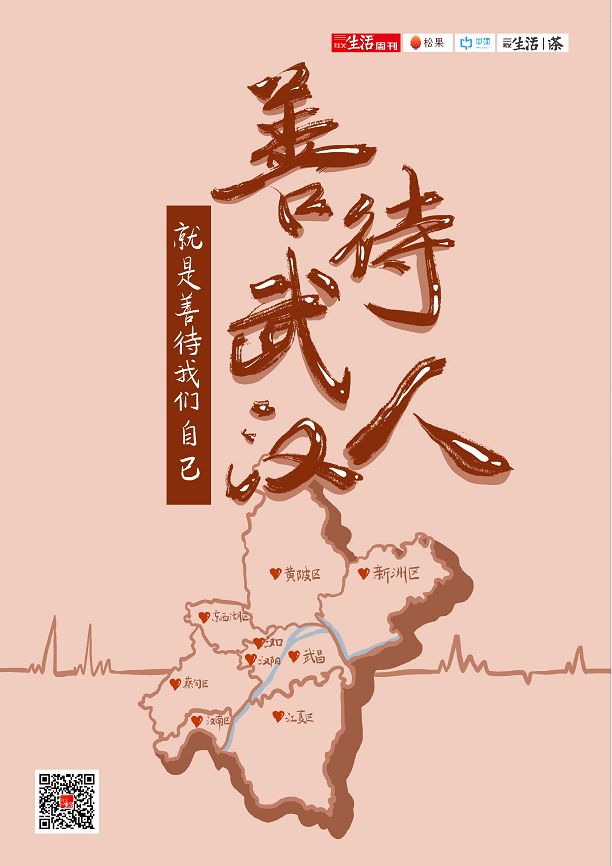 三联生活周刊
松果
三联生活|茶
善待
武汉人
就是善待我们自己
黄陂区
新洲区
东西湖区
汉口
汉阳
武昌
蔡甸区
汉南区
江夏区